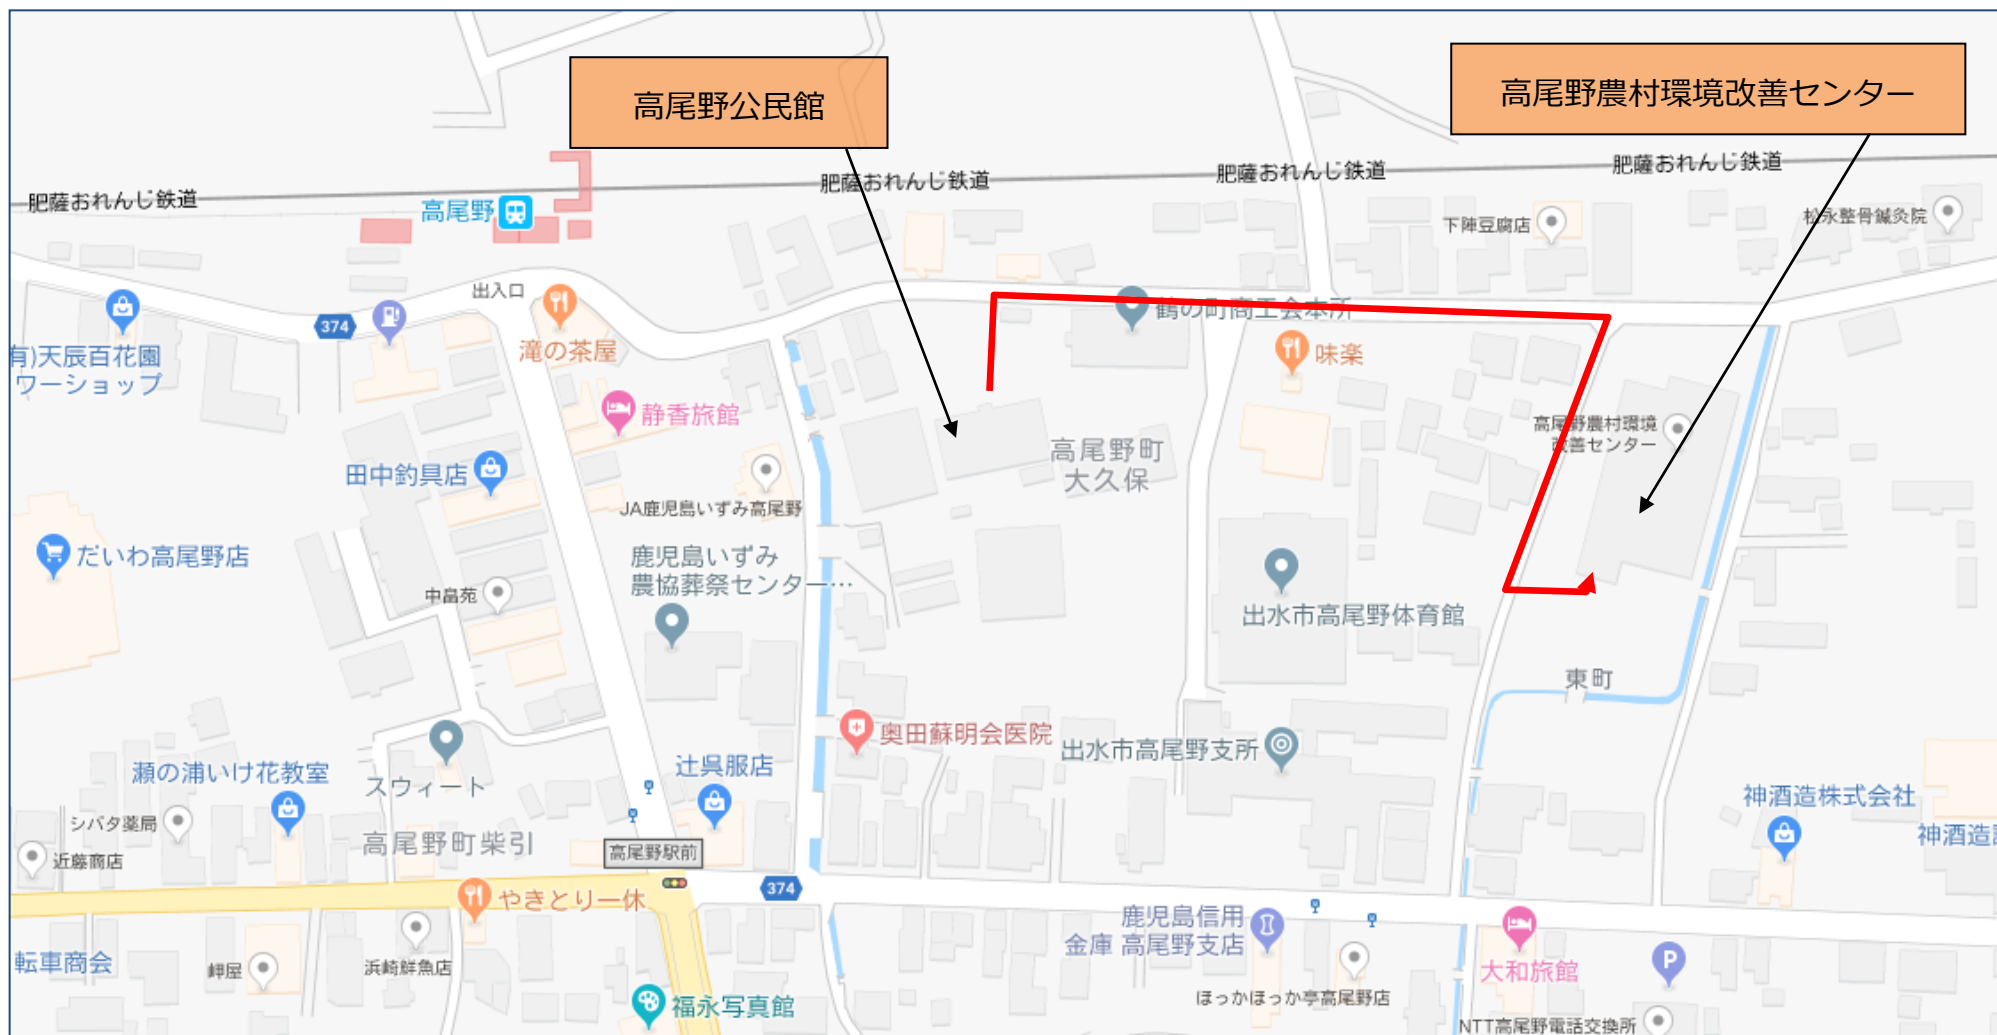 高尾野公民館
高尾野農村環境改善センター
肥薩おれんじ鉄道
肥薩おれんじ鉄道
肥薩おれんじ鉄道
肥薩おれんじ鉄道
高尾野
下陣豆腐店
松永整骨鍼灸院
出入口
374
鶴の町商工会本所
有)天辰百花園
ワーショップ
滝の茶屋
味楽
静香旅館
高尾野農村環境
改善センター
高尾野町
大久保
田中釣具店
JA鹿児島いずみ高尾野
だいわ高尾野店
鹿児島いずみ
農協葬祭センター…
中畠苑
出水市高尾野体育館
東町
奥田蘇明会医院
出水市高尾野支所
瀬の浦いけ花教室
スウィート
辻呉服店
シバタ薬局
高尾野町柴引
近藤商店
高尾野駅前
神酒造株式会社
神酒造
374
やきとり一休
鹿児島信用
金庫 高尾野支店
転車商会
岬屋
浜崎鮮魚店
大和旅館
P
ほっかほっか亭高尾野店
福永写真館
NTT高尾野電話交換所